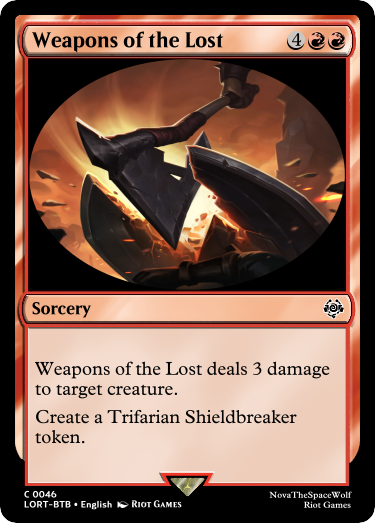 Weapons of the Lost 4
Sorcery
Weapons of the Lost deals 3 damage
to target creature.
Create a Trifarian Shieldbreaker
token.
C 0046
LORT-BTB • English RIOT GAMES
NovaTheSpaceWolf
Riot Games